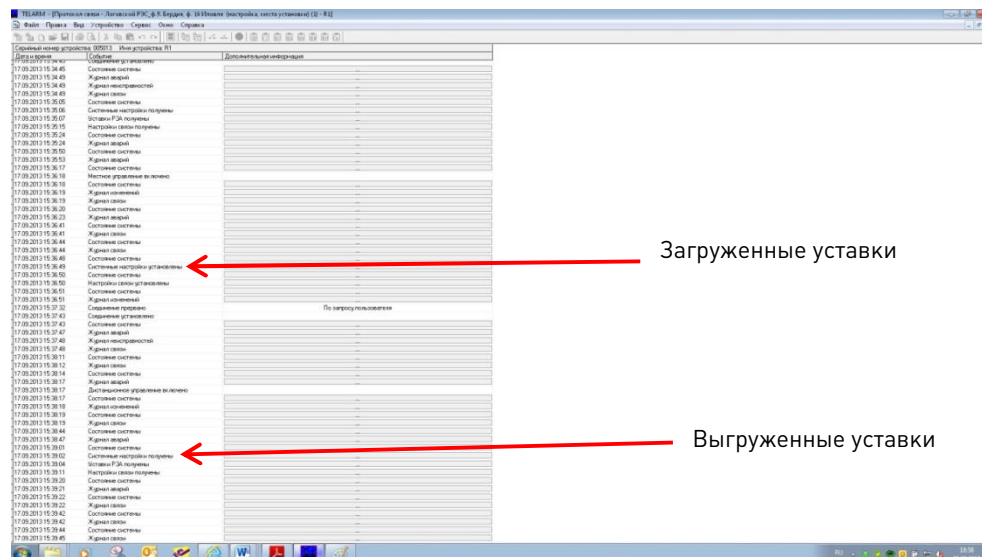 TELARM - [Протокол связи - Логовской РЭС_ф.9. Бердия, ф. 16 Иловля (настройка, места установки) (1) - R1]
Файл Правка Вид Устройство Сервис Окно Справка
Серийный номер устройства: 005013 Имя устройства: R1
Дата и время Событие Дополнительная информация
17.09.2013 15:34:43 Соединение установлено
17.09.2013 15:34:45 Состояние системы ...
17.09.2013 15:34:49 Журнал аварий ...
17.09.2013 15:34:49 Журнал неисправностей ...
17.09.2013 15:34:49 Журнал связи ...
17.09.2013 15:35:05 Состояние системы ...
17.09.2013 15:35:06 Системные настройки получены ...
17.09.2013 15:35:07 Уставки РЗА получены ...
17.09.2013 15:35:15 Настройки связи получены ...
17.09.2013 15:35:24 Состояние системы ...
17.09.2013 15:35:24 Журнал аварий ...
17.09.2013 15:35:50 Состояние системы ...
17.09.2013 15:35:53 Журнал аварий ...
17.09.2013 15:36:17 Состояние системы ...
17.09.2013 15:36:18 Местное управление включено
17.09.2013 15:36:18 Состояние системы ...
17.09.2013 15:36:19 Журнал изменений ...
17.09.2013 15:36:19 Журнал связи ...
17.09.2013 15:36:20 Состояние системы ...
17.09.2013 15:36:23 Журнал аварий ...
17.09.2013 15:36:41 Состояние системы ...
17.09.2013 15:36:41 Журнал связи ...
17.09.2013 15:36:44 Состояние системы ...
17.09.2013 15:36:44 Журнал связи ...
17.09.2013 15:36:48 Состояние системы ...
17.09.2013 15:36:49 Системные настройки установлены ...
17.09.2013 15:36:50 Состояние системы ...
17.09.2013 15:36:50 Настройки связи установлены ...
17.09.2013 15:36:51 Состояние системы ...
17.09.2013 15:36:51 Журнал изменений ...
17.09.2013 15:37:32 Соединение прервано По запросу пользователя
17.09.2013 15:37:43 Соединение установлено
17.09.2013 15:37:43 Состояние системы ...
17.09.2013 15:37:47 Журнал аварий ...
17.09.2013 15:37:48 Журнал неисправностей ...
17.09.2013 15:37:48 Журнал связи ...
17.09.2013 15:38:11 Состояние системы ...
17.09.2013 15:38:12 Журнал связи ...
17.09.2013 15:38:14 Состояние системы ...
17.09.2013 15:38:17 Журнал аварий ...
17.09.2013 15:38:17 Дистанционное управление включено
17.09.2013 15:38:17 Состояние системы ...
17.09.2013 15:38:18 Журнал изменений ...
17.09.2013 15:38:19 Состояние системы ...
17.09.2013 15:38:19 Журнал связи ...
17.09.2013 15:38:44 Состояние системы ...
17.09.2013 15:38:47 Журнал аварий ...
17.09.2013 15:39:01 Состояние системы ...
17.09.2013 15:39:02 Системные настройки получены ...
17.09.2013 15:39:04 Уставки РЗА получены ...
17.09.2013 15:39:11 Настройки связи получены ...
17.09.2013 15:39:20 Состояние системы ...
17.09.2013 15:39:21 Журнал аварий ...
17.09.2013 15:39:22 Состояние системы ...
17.09.2013 15:39:22 Журнал связи ...
17.09.2013 15:39:42 Состояние системы ...
17.09.2013 15:39:42 Журнал связи ...
17.09.2013 15:39:44 Состояние системы ...
17.09.2013 15:39:45 Журнал связи ...
Загруженные уставки
Выгруженные уставки
RU 18:58